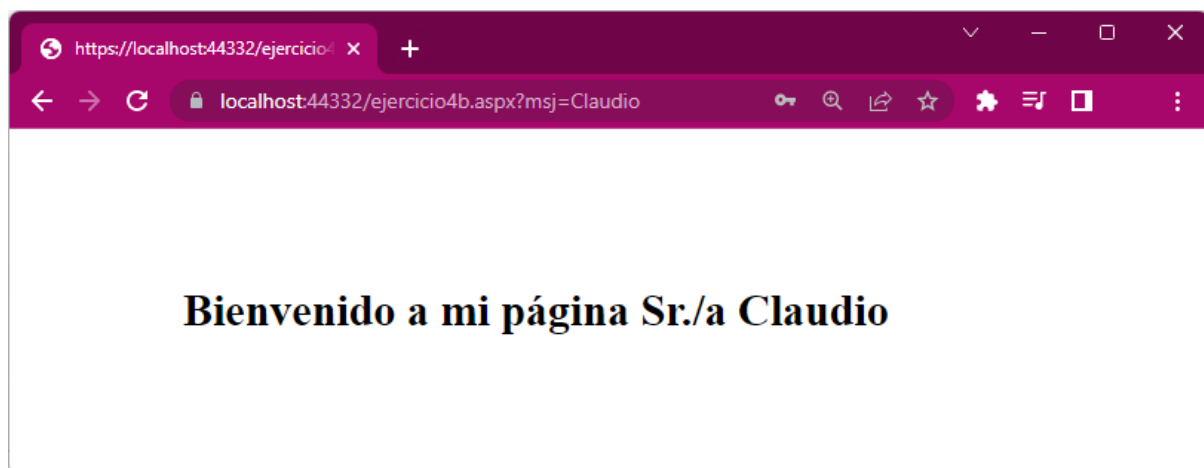 https://localhost:44332/ejercicio4
localhost:44332/ejercicio4b.aspx?msj=Claudio
Bienvenido a mi página Sr./a Claudio